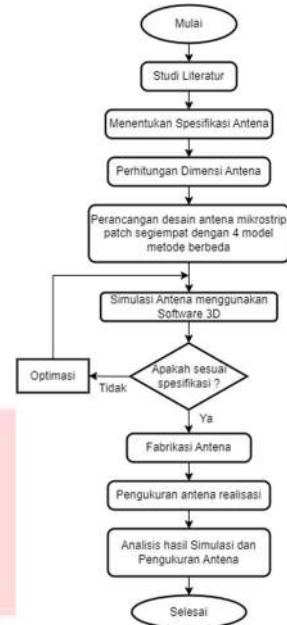 Mulai
Studi Literatur
Menentukan Spesifikasi Antena
Perhitungan Dimensi Antena
Perancangan desain antena mikrostrip
patch segiempat dengan 4 model
metode berbeda
Simulasi Antena menggunakan
Software 3D
Apakah sesuai
spesifikasi ?
Tidak
Optimasi
Ya
Fabrikasi Antena
Pengukuran antena realisasi
Analisis hasil Simulasi dan
Pengukuran Antena
Selesai